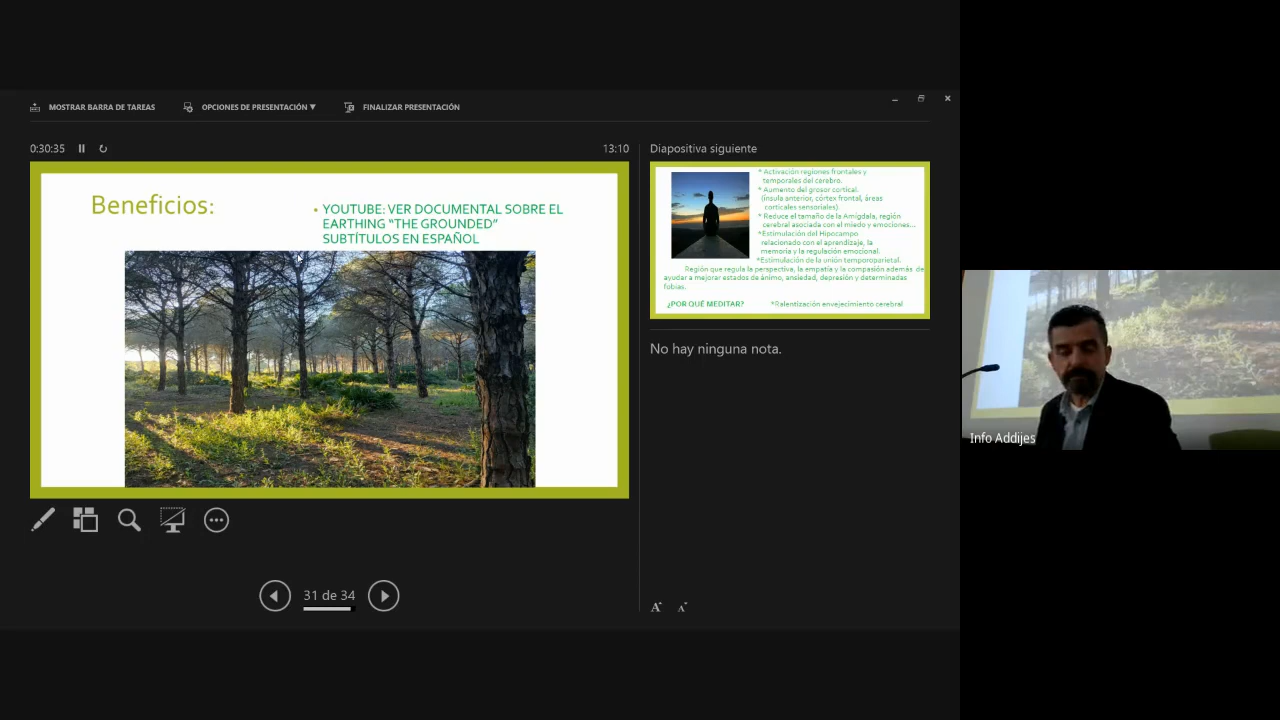 MOSTRAR BARRA DE TAREAS
OPCIONES DE PRESENTACIÓN ▼
FINALIZAR PRESENTACIÓN
0:30:35
13:10
Beneficios:
• YOUTUBE: VER DOCUMENTAL SOBRE EL
EARTHING "THE GROUNDED"
SUBTÍTULOS EN ESPAÑOL
31 de 34
Diapositiva siguiente
* Activación regiones frontales y
temporales del cerebro.
* Aumento del grosor cortical.
(ínsula anterior, córtex frontal, áreas
corticales sensoriales).
* Reduce el tamaño de la Amígdala, región
cerebral asociada con el miedo y emociones...
*Estimulación del Hipocampo
relacionado con el aprendizaje, la
memoria y la regulación emocional.
*Estimulación de la unión temporoparietal.
Región que regula la perspectiva, la empatía y la compasión además de
ayudar a mejorar estados de ánimo, ansiedad, depresión y determinadas
fobias.
¿POR QUÉ MEDITAR? *Ralentización envejecimiento cerebral
No hay ninguna nota.
A A
Info Addijes